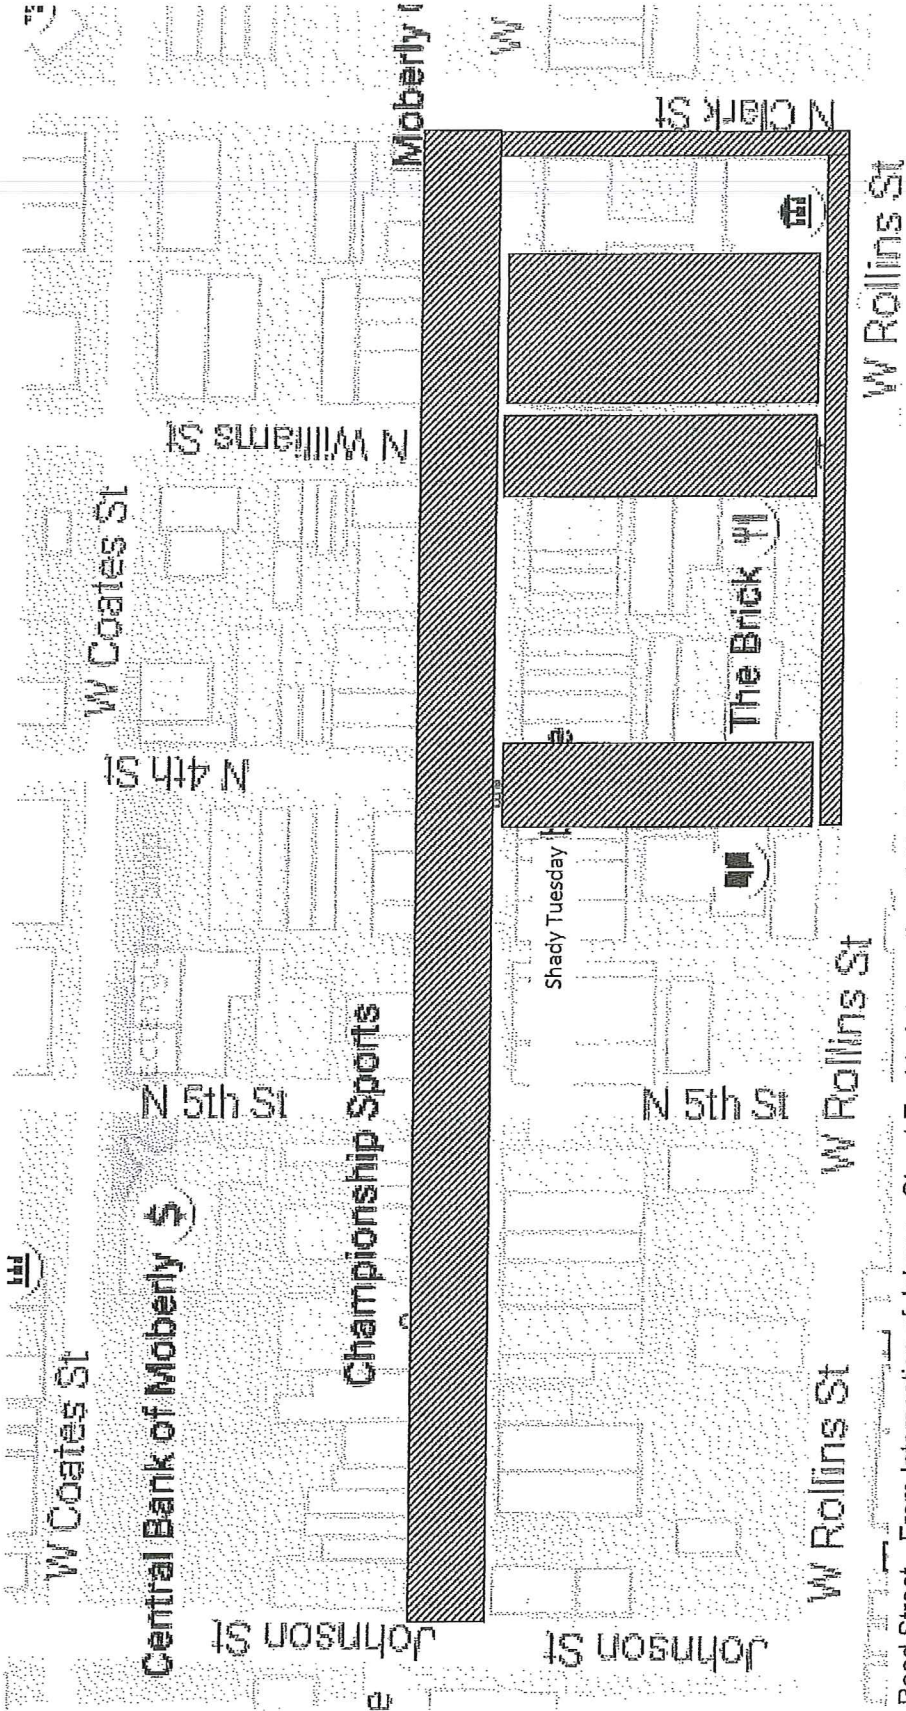 W Coates St
W Coates St
Central Bank of Moberly
N 4th St
N 5th St
N Williams St
Johnson St
Championship Sports
Moberly
W
Shady Tuesday
Johnson St
N 5th St
The Brick
N Clark St
W Rollins St
W Rollins St
W Rollins St